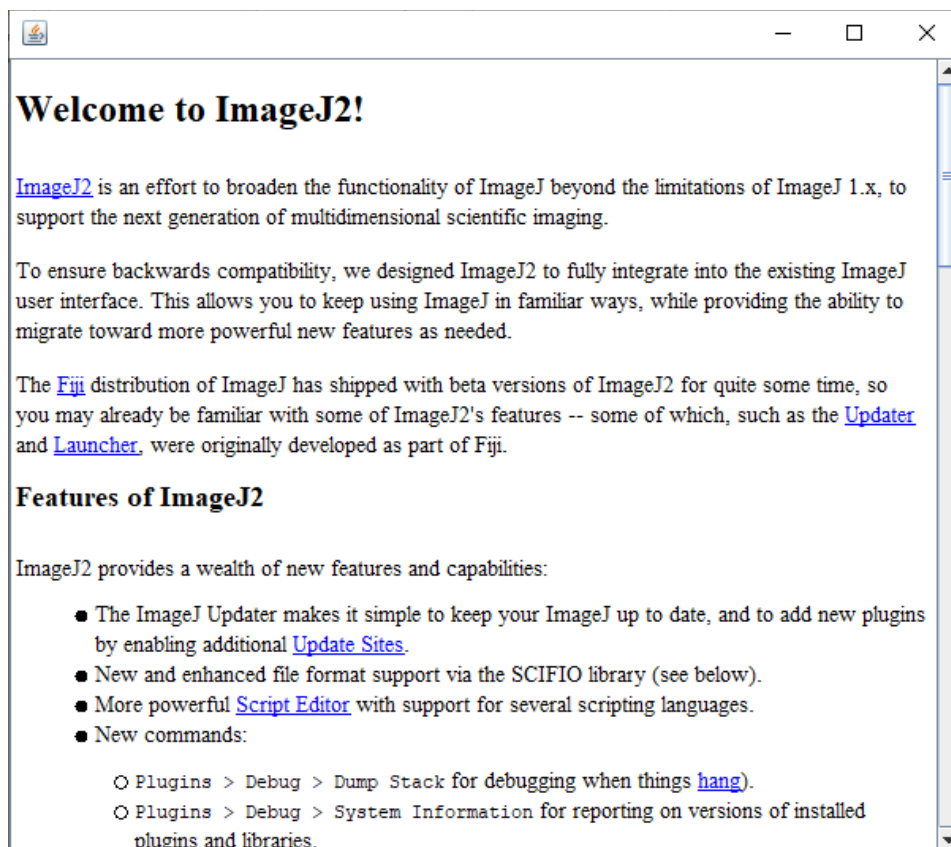 Welcome to ImageJ2!
ImageJ2 is an effort to broaden the functionality of ImageJ beyond the limitations of ImageJ 1.x, to
support the next generation of multidimensional scientific imaging.
To ensure backwards compatibility, we designed ImageJ2 to fully integrate into the existing ImageJ
user interface. This allows you to keep using ImageJ in familiar ways, while providing the ability to
migrate toward more powerful new features as needed.
The Fiji distribution of ImageJ has shipped with beta versions of ImageJ2 for quite some time, so
you may already be familiar with some of ImageJ2's features -- some of which, such as the Updater
and Launcher, were originally developed as part of Fiji.
Features of ImageJ2
ImageJ2 provides a wealth of new features and capabilities:
● The ImageJ Updater makes it simple to keep your ImageJ up to date, and to add new plugins
by enabling additional Update Sites.
● New and enhanced file format support via the SCIFIO library (see below).
● More powerful Script Editor with support for several scripting languages.
● New commands:
○ Plugins > Debug > Dump Stack for debugging when things hang).
○ Plugins > Debug > System Information for reporting on versions of installed
plugins and libraries.